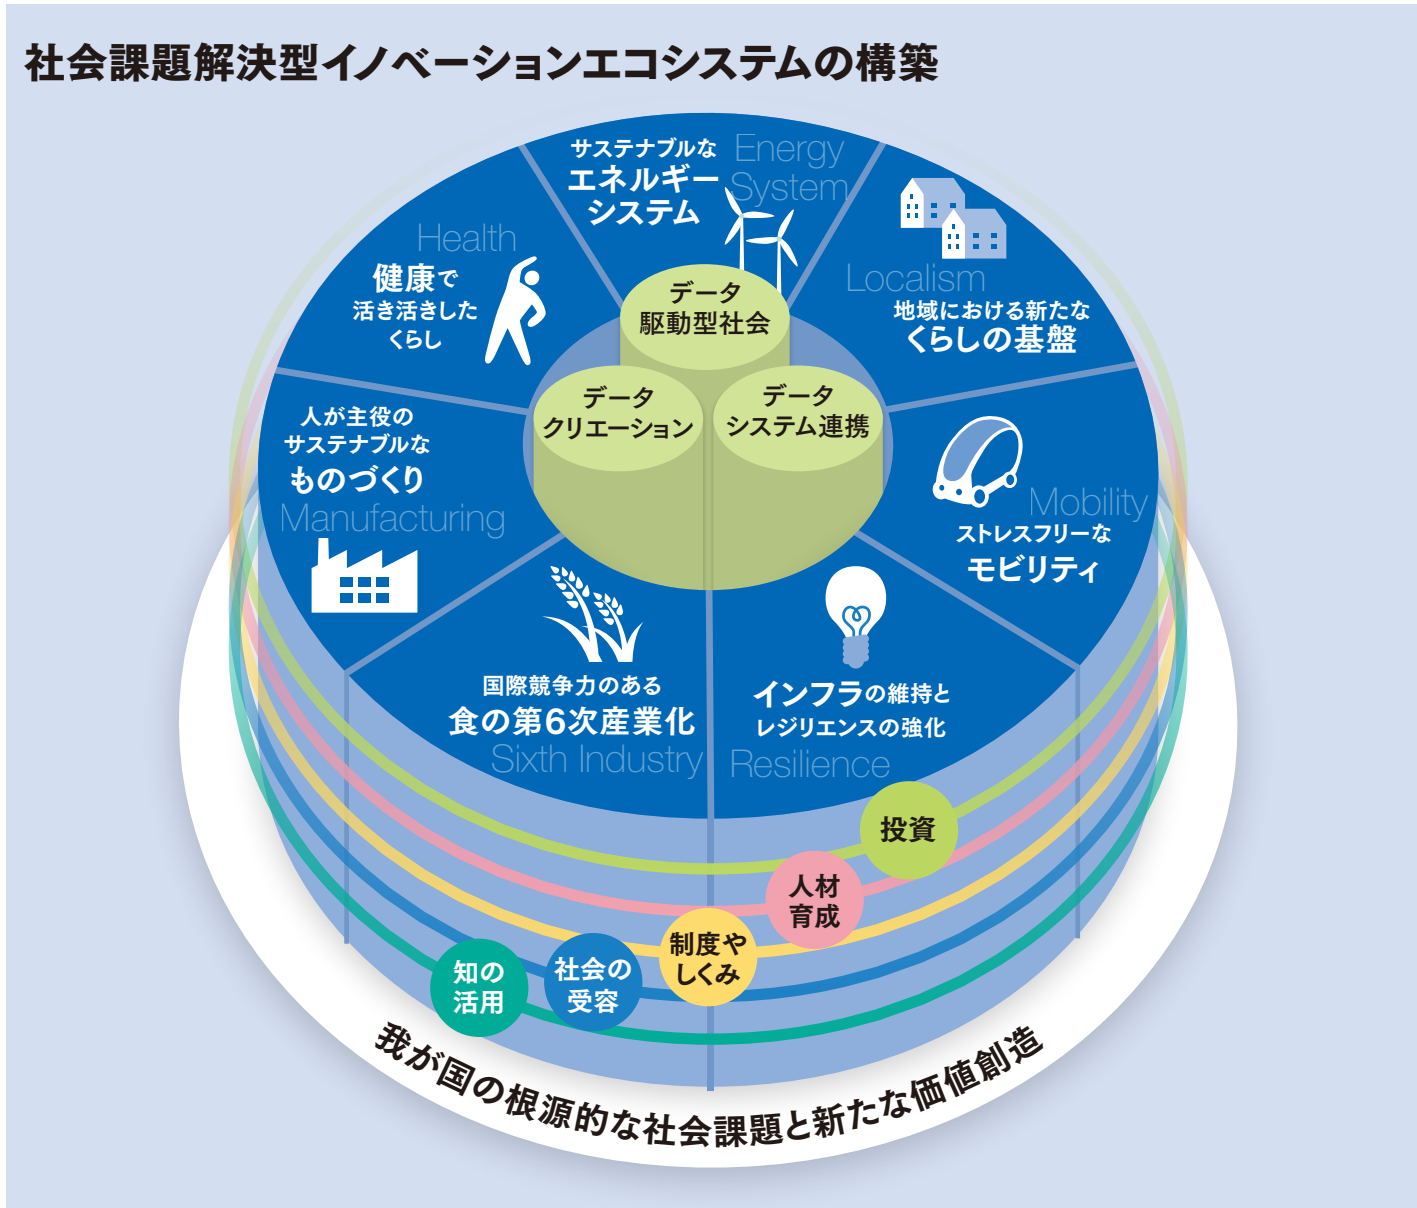 社会課題解決型イノベーションエコシステムの構築
サステナブルな
エネルギー
システム
Energy
System
Localism
地域における新たな
くらしの基盤
Health
健康で
活き活きした
くらし
データ
駆動型社会
データ
クリエーション
データ
システム連携
人が主役の
サステナブルな
ものづくり
Manufacturing
Mobility
ストレスフリーな
モビリティ
国際競争力のある
食の第6次産業化
Sixth Industry
インフラの維持と
レジリエンスの強化
Resilience
投資
人材
育成
制度や
しくみ
社会の
受容
知の
活用
我が国の根源的な社会課題と新たな価値創造